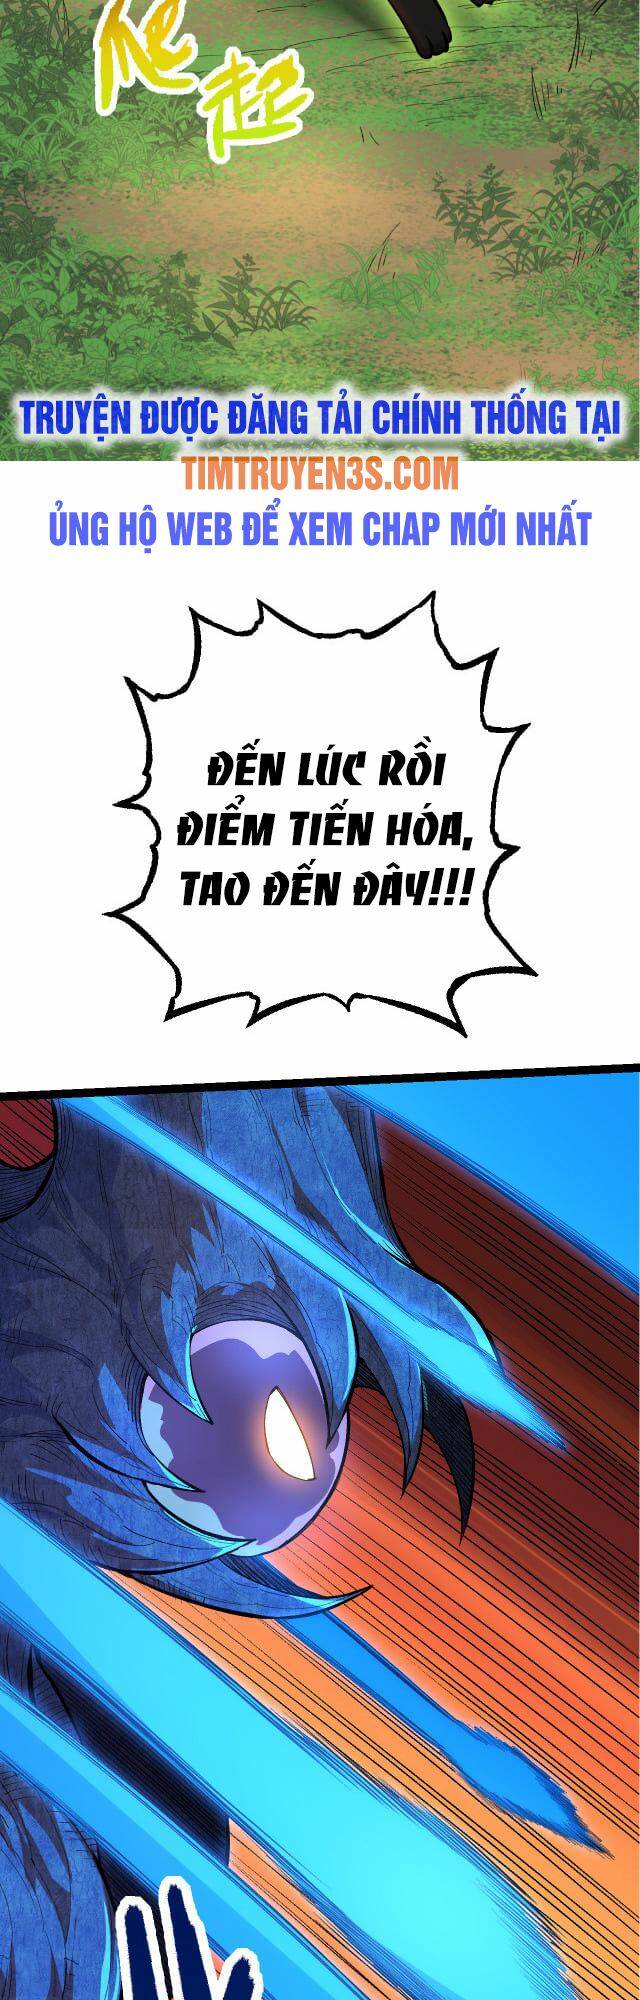 爬起
TRUYỆN ĐƯỢC ĐĂNG TẢI CHÍNH THỐNG TẠI
TIMTRUYEN3S.COM
ỦNG HỘ WEB ĐỂ XEM CHAP MỚI NHẤT
ĐẾN LÚC RỒI
ĐIỂM TIẾN HÓA,
TAO ĐẾN ĐÂY!!!